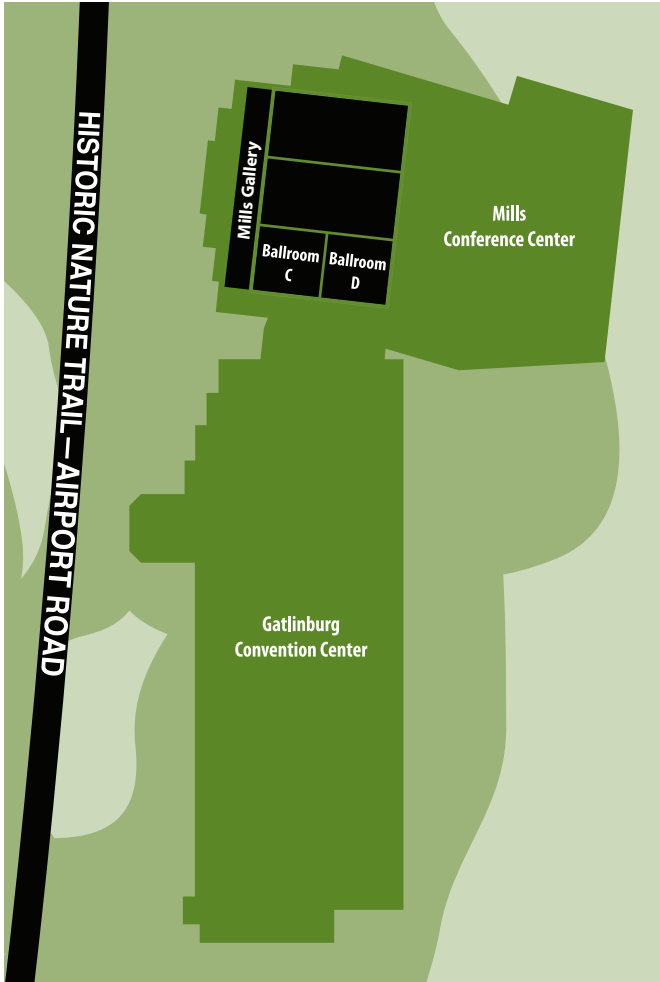 HISTORIC NATURE TRAIL — AIRPORT ROAD
Mills Gallery
Ballroom
C
Ballroom
D
Mills
Conference Center
Gatlinburg
Convention Center